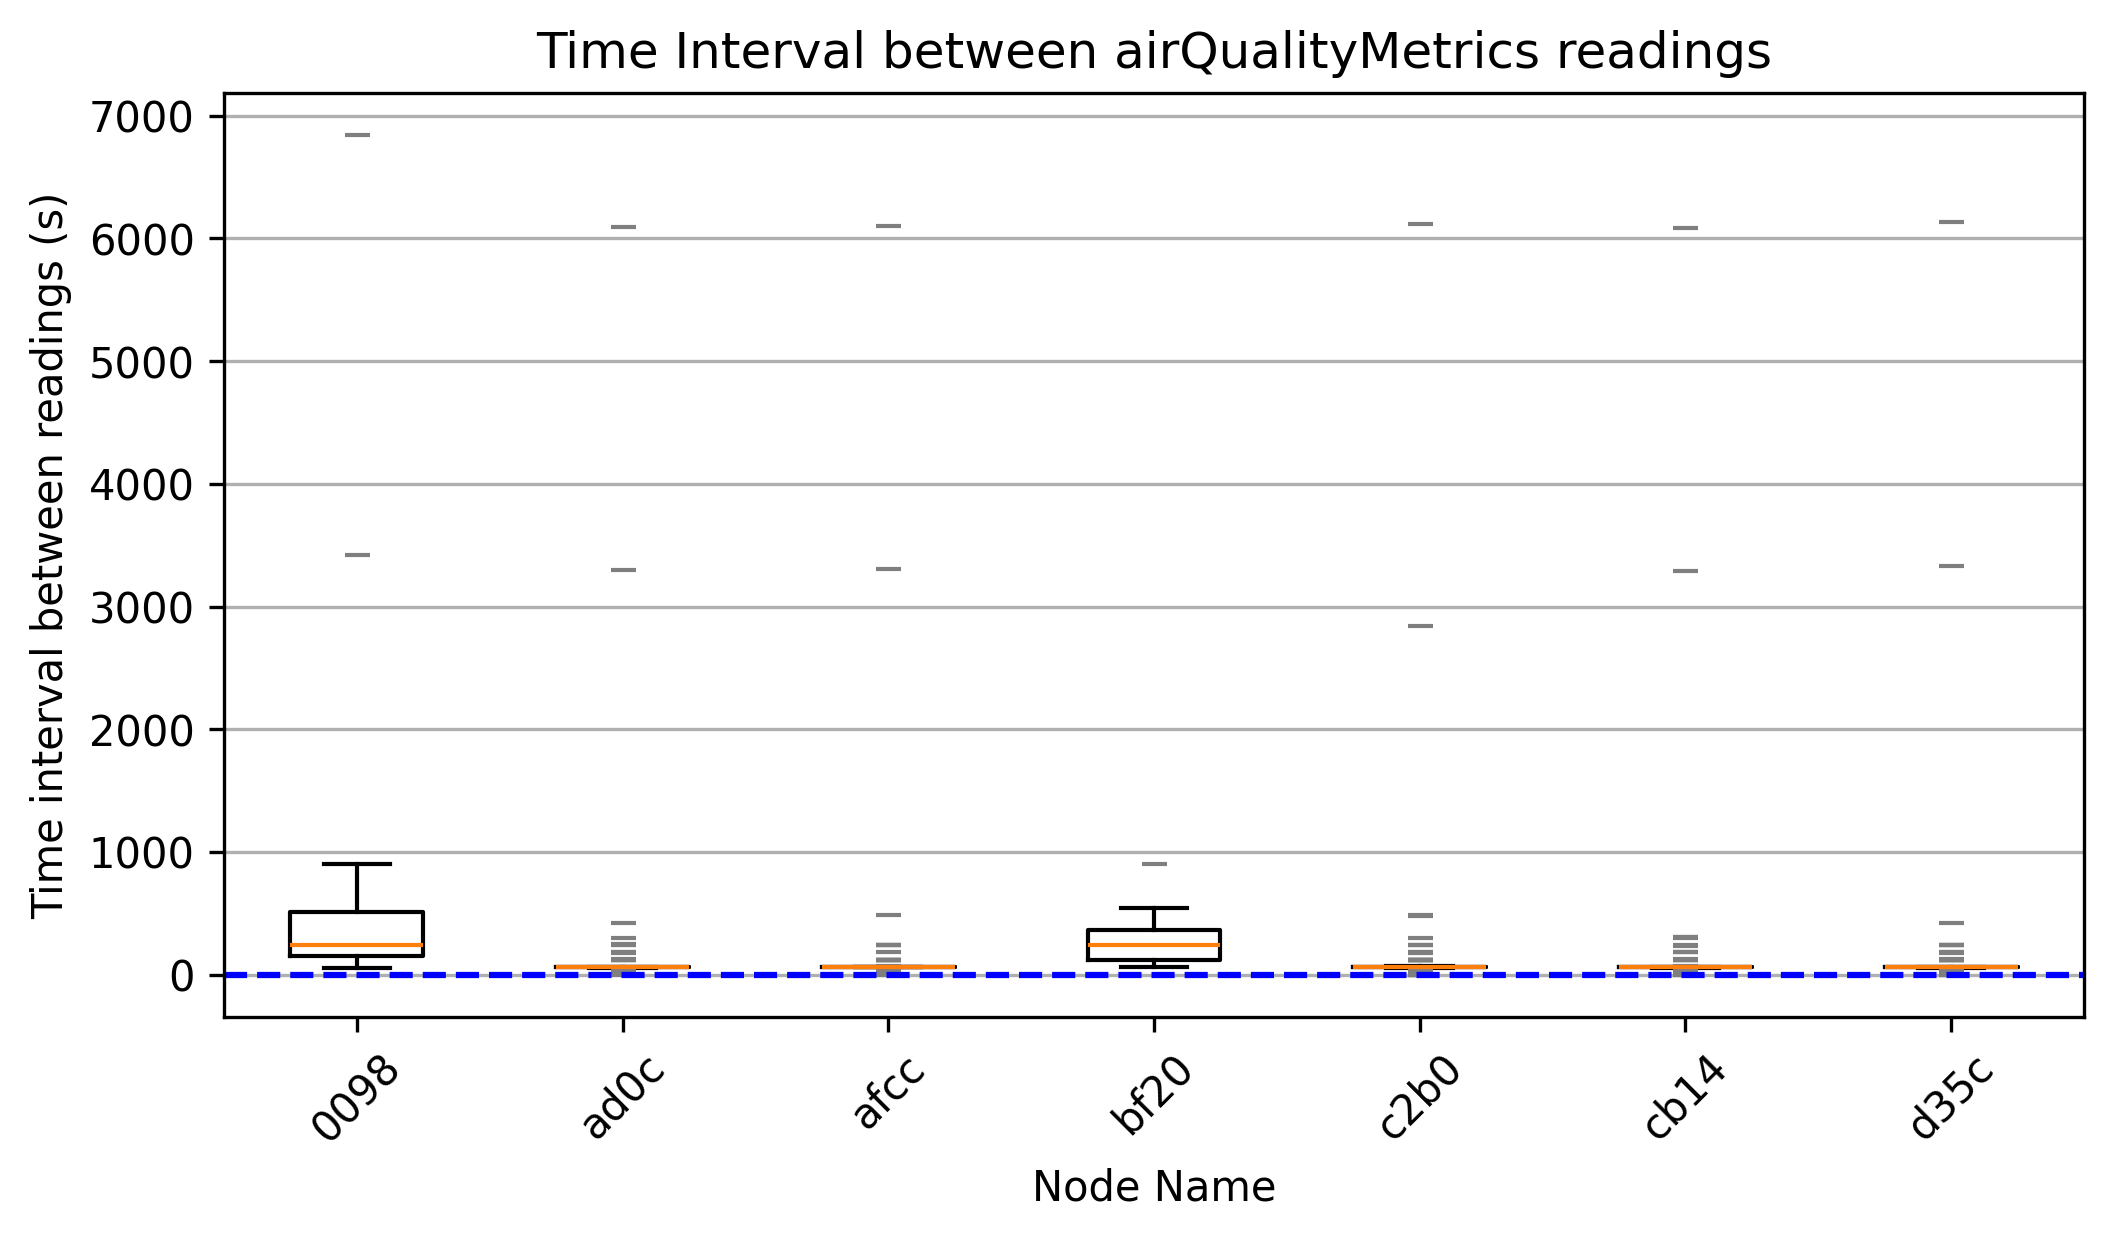 Time Interval between airQualityMetrics readings
Time interval between readings (s)
7000
6000
5000
4000
3000
2000
1000
0
0098
ad0c
afcc
bf20
c2b0
cb14
d35c
Node Name